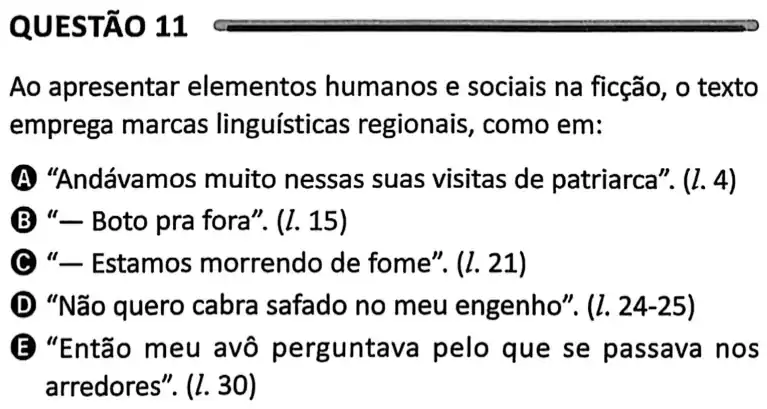 QUESTÃO 11
Ao apresentar elementos humanos e sociais na ficção, o texto
emprega marcas linguísticas regionais, como em:
A “Andávamos muito nessas suas visitas de patriarca”. (l. 4)
B “— Boto pra fora”. (l. 15)
C “— Estamos morrendo de fome”. (l. 21)
D “Não quero cabra safado no meu engenho”. (l. 24-25)
E “Então meu avô perguntava pelo que se passava nos
arredores”. (l. 30)